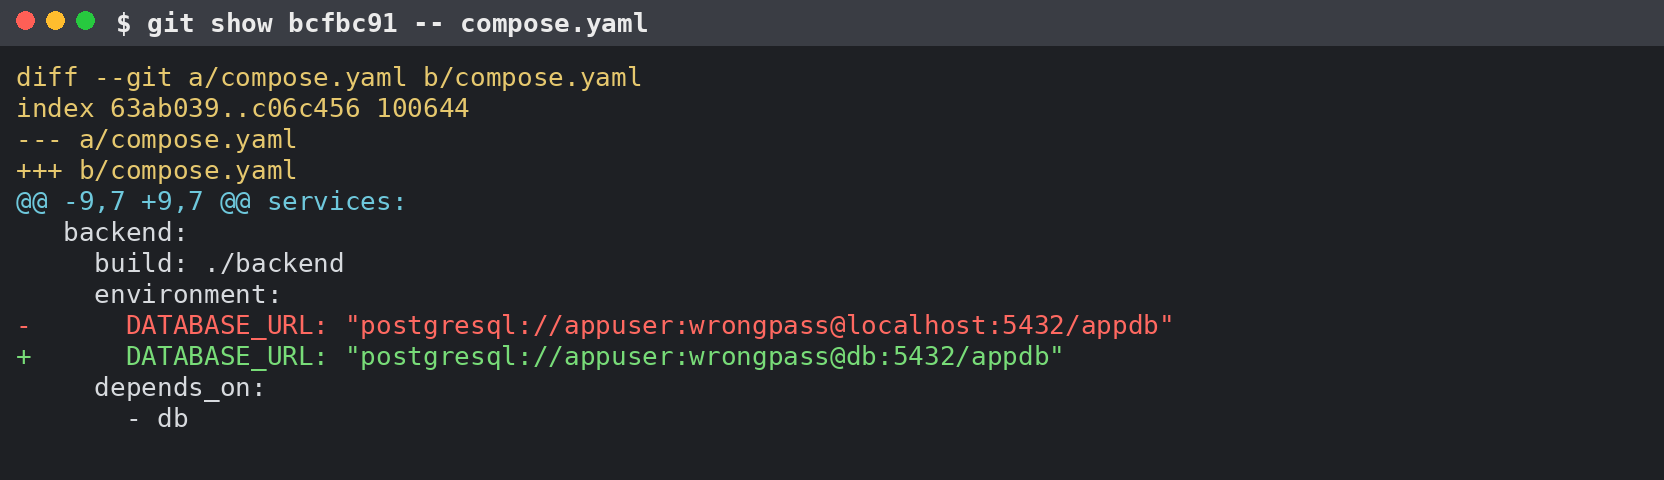 $ git show bcfbc91 -- compose.yaml
diff --git a/compose.yaml b/compose.yaml
index 63ab039..c06c456 100644
--- a/compose.yaml
+++ b/compose.yaml
@@ -9,7 +9,7 @@ services:
   backend:
     build: ./backend
     environment:
-      DATABASE_URL: "postgresql://appuser:wrongpass@localhost:5432/appdb"
+      DATABASE_URL: "postgresql://appuser:wrongpass@db:5432/appdb"
     depends_on:
       - db